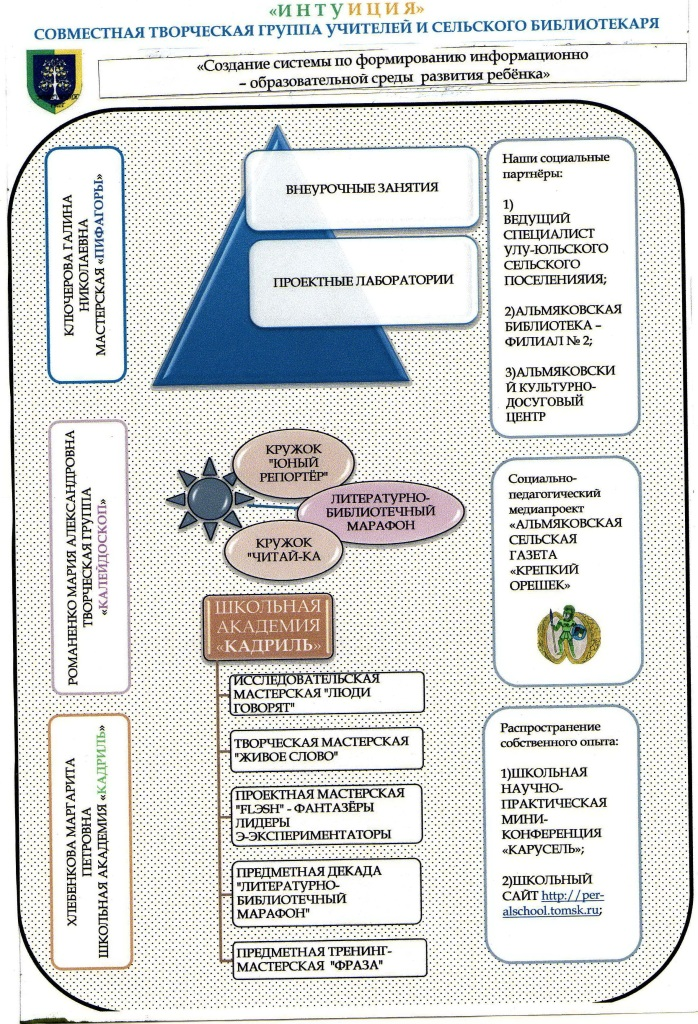 «ИНТУИЦИЯ»
СОВМЕСТНАЯ ТВОРЧЕСКАЯ ГРУППА УЧИТЕЛЕЙ И СЕЛЬСКОГО БИБЛИОТЕКАРЯ
«Создание системы по формированию информационно
– образовательной среды развития ребёнка»
КЛЮЧЕРОВА ГАЛИНА
НИКОЛАЕВНА
МАСТЕРСКАЯ «ПИФАГОРЫ»
ВНЕУРОЧНЫЕ ЗАНЯТИЯ
ПРОЕКТНЫЕ ЛАБОРАТОРИИ
Наши социальные
партнёры:
1)
ВЕДУЩИЙ
СПЕЦИАЛИСТ
УЛУ-ЮЛЬСКОГО
СЕЛЬСКОГО
ПОСЕЛЕНИЯИЯ;
2)АЛЬМЯКОВСКАЯ
БИБЛИОТЕКА –
ФИЛИАЛ № 2;
3)АЛЬМЯКОВСКИ
Й КУЛЬТУРНО-
ДОСУГОВЫЙ
ЦЕНТР
РОМАНЕНКО МАРИЯ АЛЕКСАНДРОВНА
ТВОРЧЕСКАЯ ГРУППА
«КАЛЕЙДОСКОП»
КРУЖОК
"ЮНЫЙ
РЕПОРТЁР"
ЛИТЕРАТУРНО-
БИБЛИОТЕЧНЫЙ
МАРАФОН
КРУЖОК
"ЧИТАЙ-КА
Социально-
педагогический
медиапроект
«АЛЬМЯКОВСКАЯ
СЕЛЬСКАЯ
ГАЗЕТА
«КРЕПКИЙ
ОРЕШЕК»
ХЛЕБЕНКОВА МАРГАРИТА
ПЕТРОВНА
ШКОЛЬНАЯ АКАДЕМИЯ «КАДРИЛЬ»
ШКОЛЬНАЯ
АКАДЕМИЯ
«КАДРИЛЬ»
ИССЛЕДОВАТЕЛЬСКАЯ
МАСТЕРСКАЯ "ЛЮДИ
ГОВОРЯТ"
ТВОРЧЕСКАЯ МАСТЕРСКАЯ
"ЖИВОЕ СЛОВО"
ПРОЕКТНАЯ МАСТЕРСКАЯ
"FLЭSH" - ФАНТАЗЁРЫ
ЛИДЕРЫ
Э-ЭКСПЕРИМЕНТАТОРЫ
ПРЕДМЕТНАЯ ДЕКАДА
"ЛИТЕРАТУРНО-
БИБЛИОТЕЧНЫЙ
МАРАФОН"
ПРЕДМЕТНАЯ ТРЕНИНГ-
МАСТЕРСКАЯ "ФРАЗА"
Распространение
собственного опыта:
1)ШКОЛЬНАЯ
НАУЧНО-
ПРАКТИЧЕСКАЯ
МИНИ-
КОНФЕРЕНЦИЯ
«КАРУСЕЛЬ»;
2)ШКОЛЬНЫЙ
САЙТ http://per-
alschool.tomsk.ru;